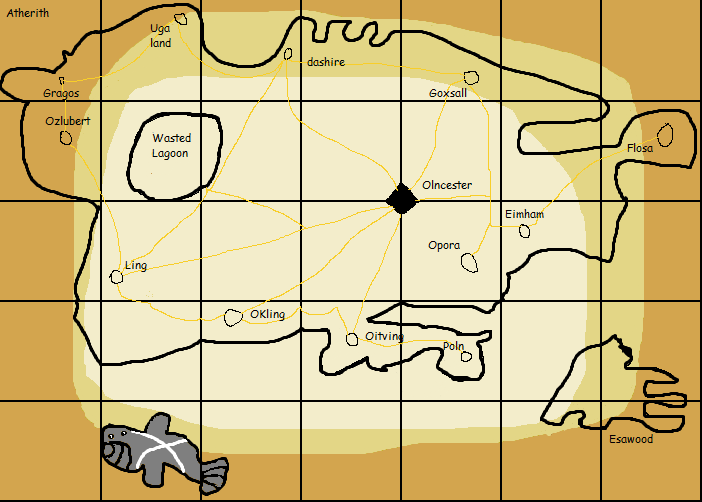 Atherith
Uga
land
dashire
Gragos
Goxsall
Ozlubert
Wasted
Lagoon
Flosa
Olncester
Eimham
Opora
Ling
OKling
Oitving
Poln
Esawood